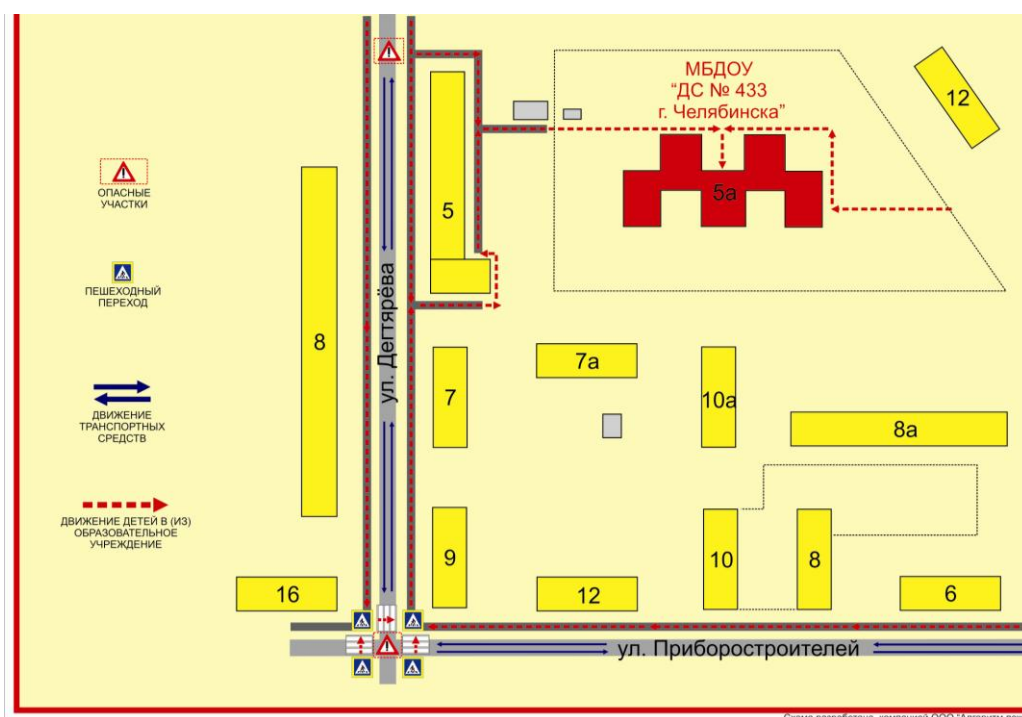 МБДОУ
“ДС № 433
г. Челябинска”
12
5а
5
ОПАСНЫЕ
УЧАСТКИ
ПЕШЕХОДНЫЙ
ПЕРЕХОД
ДВИЖЕНИЕ
ТРАНСПОРТНЫХ
СРЕДСТВ
ДВИЖЕНИЕ ДЕТЕЙ В (ИЗ)
ОБРАЗОВАТЕЛЬНОЕ
УЧРЕЖДЕНИЕ
8
ул. Дегтярёва
7
7а
10а
8а
9
10
8
16
12
6
ул. Приборостроителей